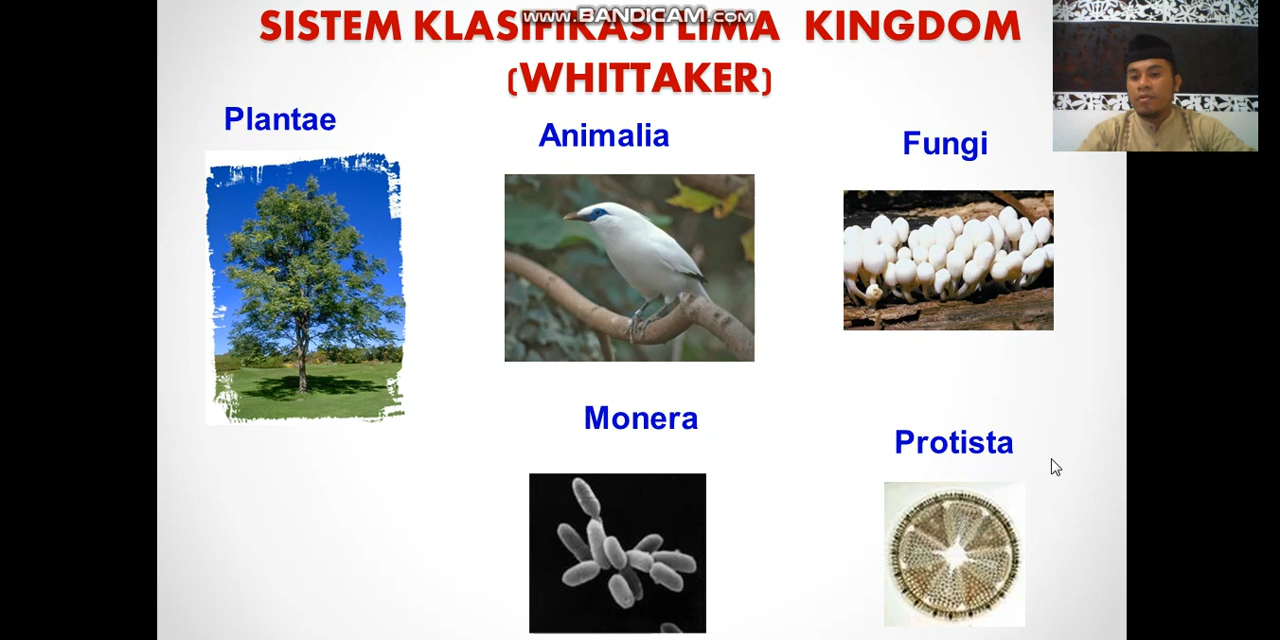 www.BANDICAM.com
SISTEM KLASIFIKASI LIMA KINGDOM
(WHITTAKER)
Plantae
Animalia
Fungi
Monera
Protista